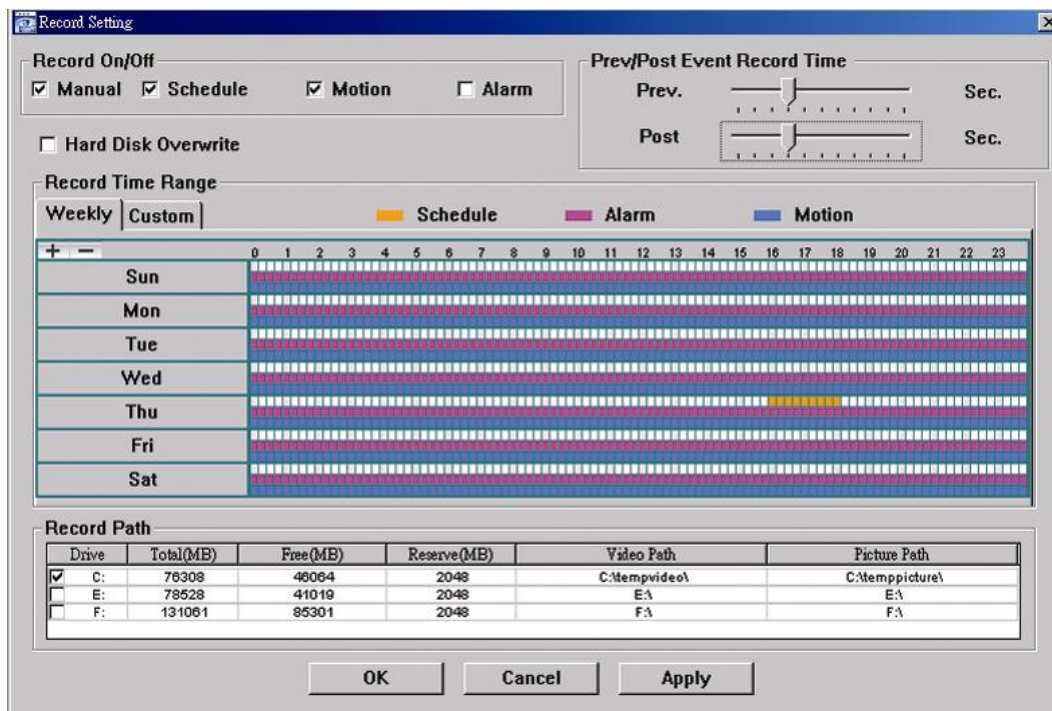 Record Setting
Record On/Off
Manual Schedule Motion Alarm
Hard Disk Overwrite
Prev/Post Event Record Time
Prev. Sec.
Post Sec.
Record Time Range
Weekly Custom Schedule Alarm Motion
+ − 0 1 2 3 4 5 6 7 8 9 10 11 12 13 14 15 16 17 18 19 20 21 22 23
Sun
Mon
Tue
Wed
Thu
Fri
Sat
Record Path
Drive Total(MB) Free(MB) Reserve(MB) Video Path Picture Path
C: 76308 46064 2048 C:\tempvideo\ C:\temppicture\
E: 78528 41019 2048 E:\ E:\
F: 131061 85301 2048 F:\ F:\
OK Cancel Apply